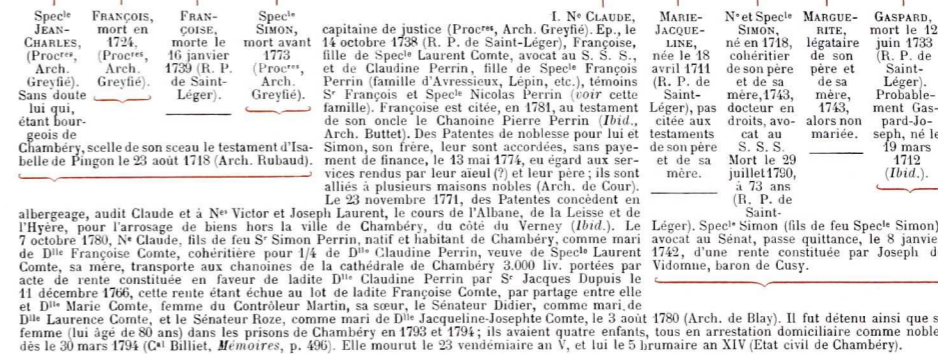 Spec^le
JEAN-
CHARLES,
(Proc^res,
Arch.
Greyfié).
Sans doute
lui qui,
étant bour-
geois de
Chambéry, scelle de son sceau le testament d'Isa-
belle de Pingon le 23 août 1718 (Arch. Rubaud).
FRANÇOIS,
mort en
1724,
(Proc^res,
Arch.
Greyfié).
FRAN-
ÇOISE,
morte le
16 janvier
1739 (R. P.
de Saint-
Léger).
Spec^le
SIMON,
mort avant
1773
(Proc^res,
Arch.
Greyfié).
I. N^e CLAUDE,
capitaine de justice (Proc^res, Arch. Greyfié). Ep., le
14 octobre 1738 (R. P. de Saint-Léger), Françoise,
fille de Spec^le Laurent Comte, avocat au S. S. S.,
et de Claudine Perrin, fille de Spec^le François
Perrin (famille d'Avressieux, Lépin, etc.), témoins
S^r François et Spec^le Nicolas Perrin (voir cette
famille). Françoise est citée, en 1781, au testament
de son oncle le Chanoine Pierre Perrin (Ibid.,
Arch. Buttet). Des Patentes de noblesse pour lui et
Simon, son frère, leur sont accordées, sans paye-
ment de finance, le 13 mai 1774, eu égard aux ser-
vices rendus par leur aïeul (?) et leur père ; ils sont
alliés à plusieurs maisons nobles (Arch. de Cour).
Le 23 novembre 1771, des Patentes concèdent en
albergeage, audit Claude et à N^es Victor et Joseph Laurent, le cours de l'Albane, de la Leisse et de
l'Hyère, pour l'arrosage de biens hors la ville de Chambéry, du côté du Verney (Ibid.). Le
7 octobre 1780, N^e Claude, fils de feu S^r Simon Perrin, natif et habitant de Chambéry, comme mari
de D^lle Françoise Comte, cohéritière pour 1/4 de D^lle Claudine Perrin, veuve de Spec^le Laurent
Comte, sa mère, transporte aux chanoines de la cathédrale de Chambéry 3.000 liv. portées par
acte de rente constituée en faveur de ladite D^lle Claudine Perrin par S^r Jacques Dupuis le
11 décembre 1766, cette rente étant échue au lot de ladite Françoise Comte, par partage entre elle
et D^lle Marie Comte, femme du Contrôleur Martin, sa sœur, le Sénateur Didier, comme mari de
D^lle Laurence Comte, et le Sénateur Roze, comme mari de D^lle Jacqueline-Josephte Comte, le 3 août 1780 (Arch. de Blay). Il fut détenu ainsi que s
femme (lui âgé de 80 ans) dans les prisons de Chambéry en 1793 et 1794 ; ils avaient quatre enfants, tous en arrestation domiciliaire comme noble
dès le 30 mars 1794 (C^al Billiet, Mémoires, p. 496). Elle mourut le 23 vendémiaire an V, et lui le 5 brumaire an XIV (Etat civil de Chambéry).
MARIE-
JACQUE-
LINE,
née le 18
avril 1711
(R. P. de
Saint-
Léger), pas
citée aux
testaments
de son père
et de sa
mère.
N^e et Spec^le
SIMON,
né en 1718,
cohéritier
de son père
et de sa
mère, 1743,
docteur en
droits, avo-
cat au
S. S. S.
Mort le 29
juillet 1790,
à 73 ans
(R. P. de
Saint-
Léger). Spec^le Simon (fils de feu Spec^le Simon)
avocat au Sénat, passe quittance, le 8 janvie
1742, d'une rente constituée par Joseph d
Vidomne, baron de Cusy.
MARGUE-
RITE,
légataire
de son
père et
de sa
mère,
1743,
alors non
mariée.
GASPARD,
mort le 12
juin 1733
(R. P. de
Saint-
Léger).
Probable-
ment Gas-
pard-Jo-
seph, né le
19 mars
1712
(Ibid.).